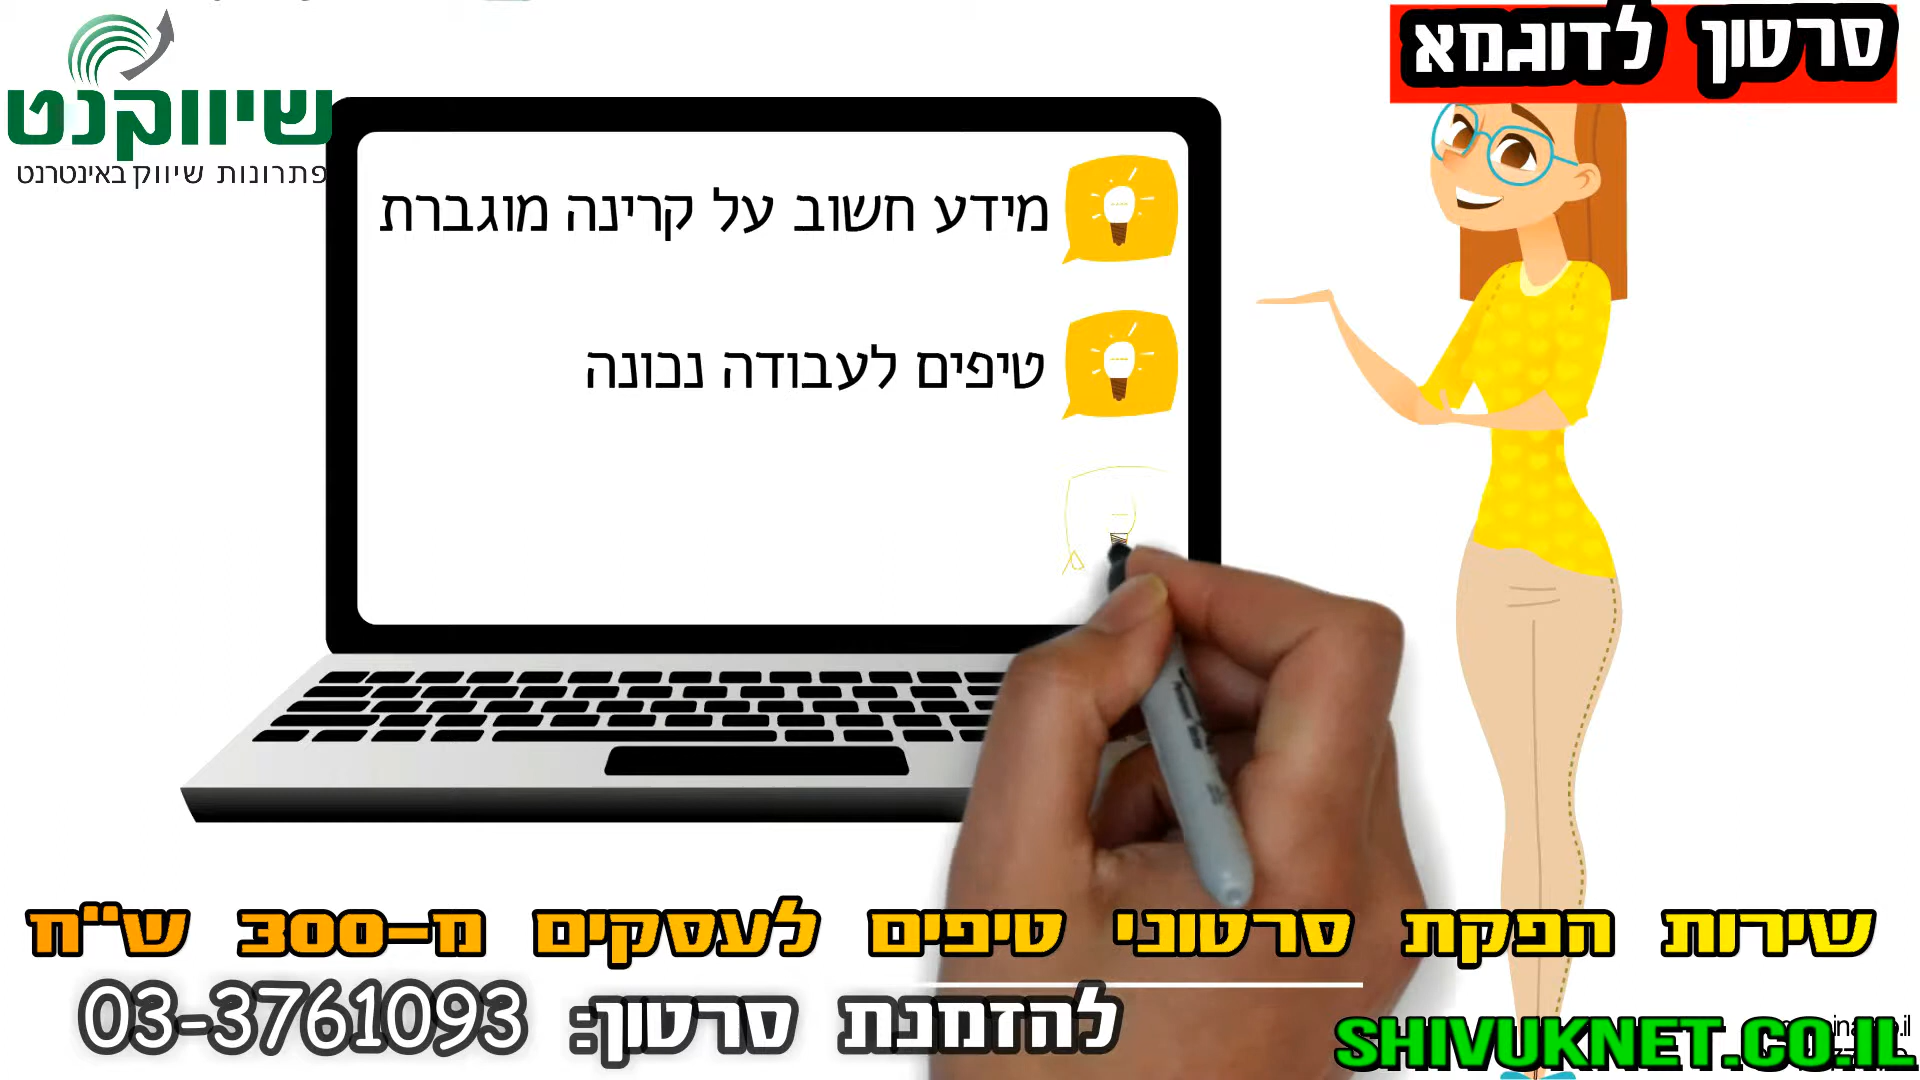 סרטון לדוגמא
שיווקנט
פתרונות שיווק באינטרנט
מידע חשוב על קרינה מוגברת
טיפים לעבודה נכונה
שירות הפקת סרטוני טיפים לעסקים מ-300 ש"ח
להזמנת סרטון: 03-3761093
SHIVUKNET.CO.IL